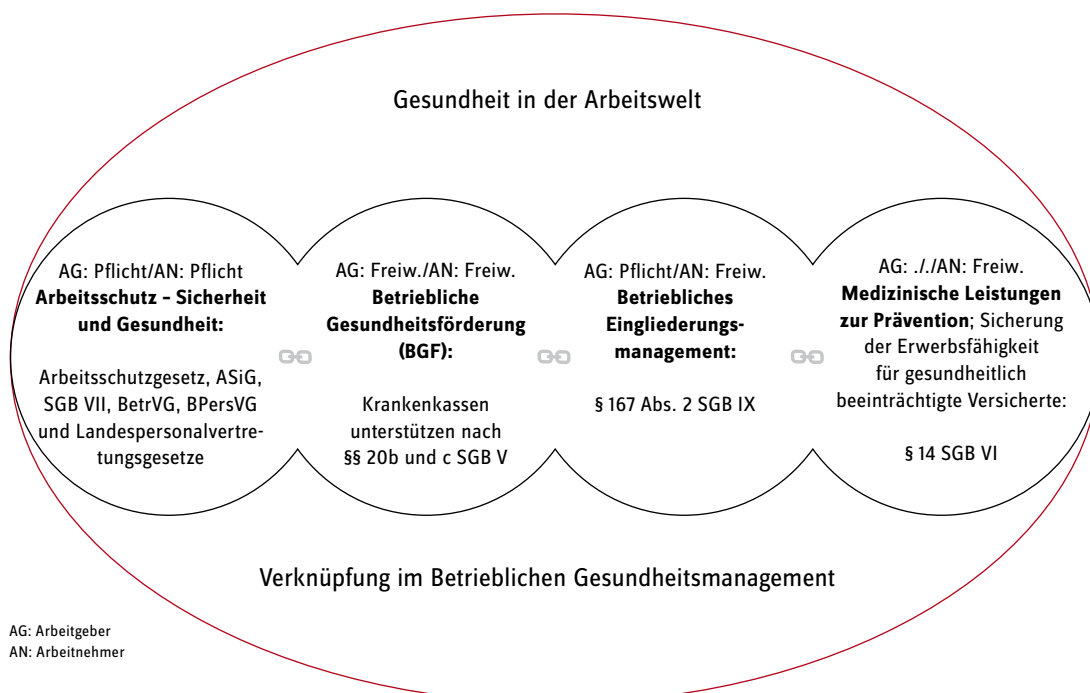 Gesundheit in der Arbeitswelt
AG: Pflicht/AN: Pflicht
Arbeitsschutz – Sicherheit
und Gesundheit:
Arbeitsschutzgesetz, ASiG,
SGB VII, BetrVG, BPersVG
und Landespersonalvertre-
tungsgesetze
AG: Freiw./AN: Freiw.
Betriebliche
Gesundheitsförderung
(BGF):
Krankenkassen
unterstützen nach
§§ 20b und c SGB V
AG: Pflicht/AN: Freiw.
Betriebliches
Eingliederungs-
management:
§ 167 Abs. 2 SGB IX
AG: ././AN: Freiw.
Medizinische Leistungen
zur Prävention; Sicherung
der Erwerbsfähigkeit
für gesundheitlich
beeinträchtigte Versicherte:
§ 14 SGB VI
Verknüpfung im Betrieblichen Gesundheitsmanagement
AG: Arbeitgeber
AN: Arbeitnehmer